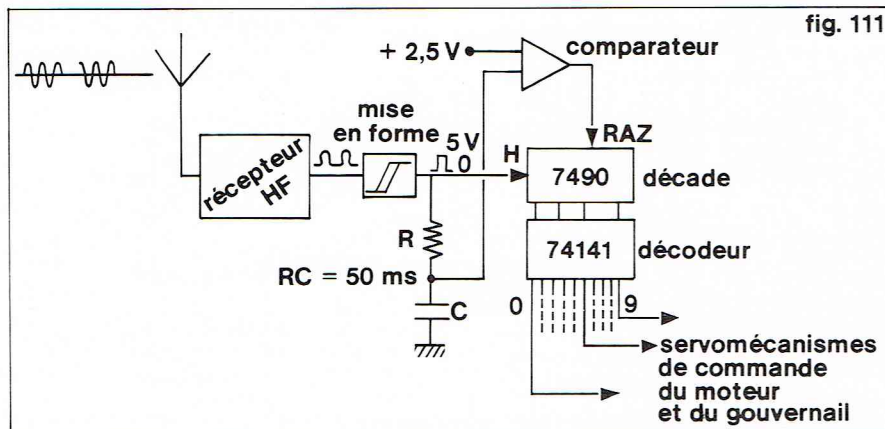 fig. 111
+ 2,5 V
comparateur
mise
en forme
5 V
0
RAZ
H
récepteur
HF
7490
décade
R
RC = 50 ms
74141
décodeur
C
0
9
servomécanismes
de commande
du moteur
et du gouvernail